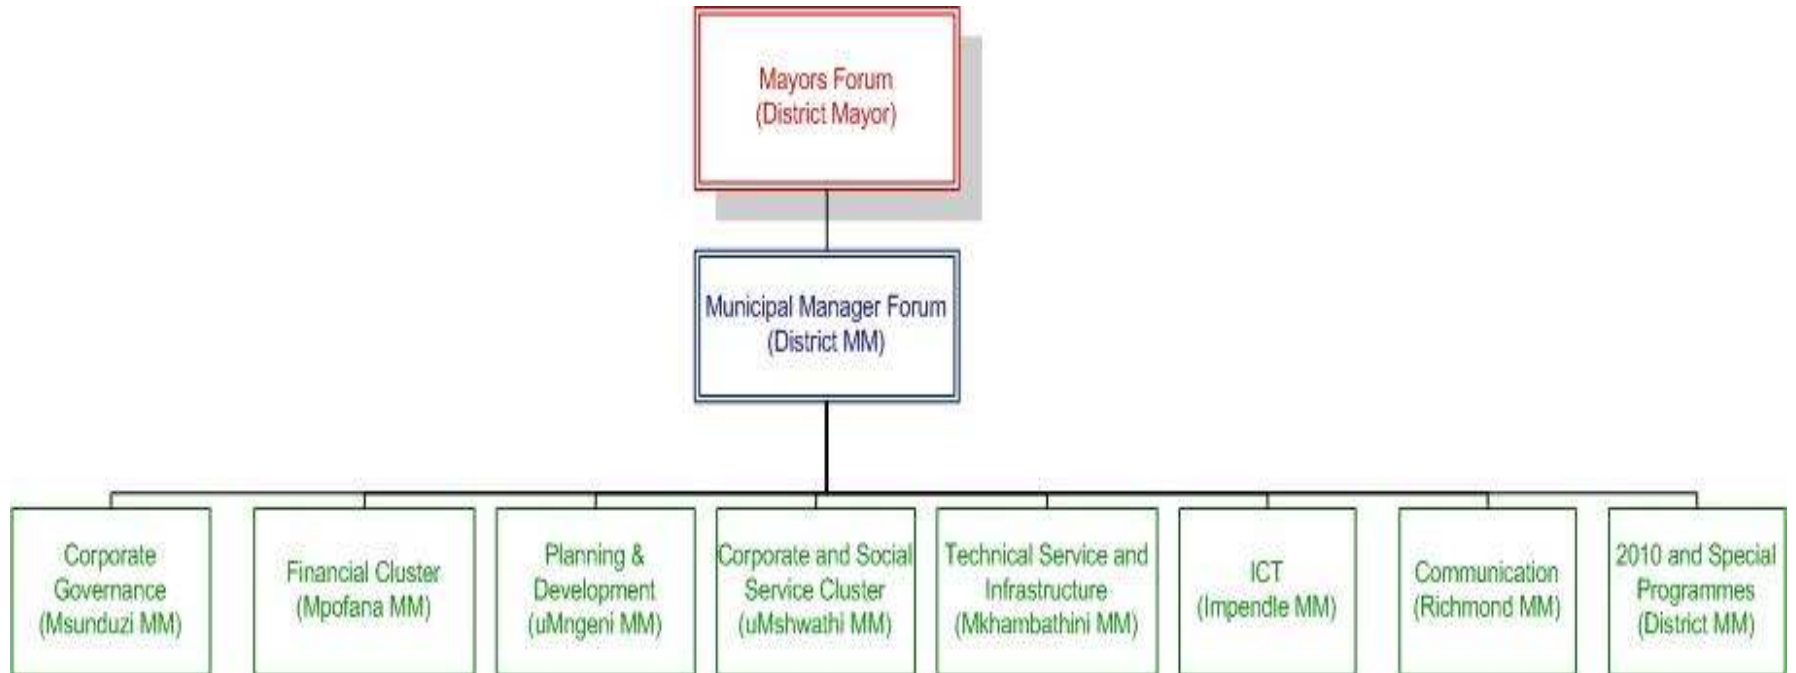 Mayors Forum
(District Mayor)
Municipal Manager Forum
(District MM)
Corporate
Governance
(Msunduzi MM)
Financial Cluster
(Mpofana MM)
Planning &
Development
(uMngeni MM)
Corporate and Social
Service Cluster
(uMshwathi MM)
Technical Service and
Infrastructure
(Mkhambathini MM)
ICT
(Impendle MM)
Communication
(Richmond MM)
2010 and Special
Programmes
(District MM)